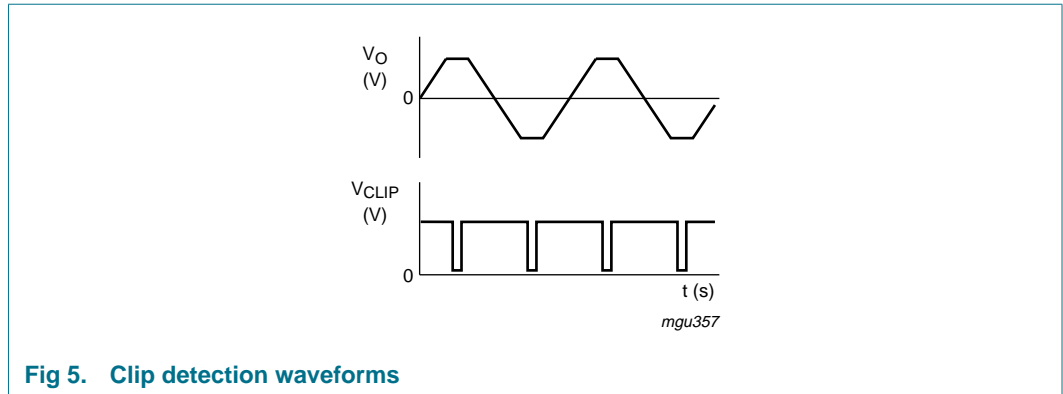 VO
(V)
0
VCLIP
(V)
0
t (s)
mgu357
Fig 5. Clip detection waveforms